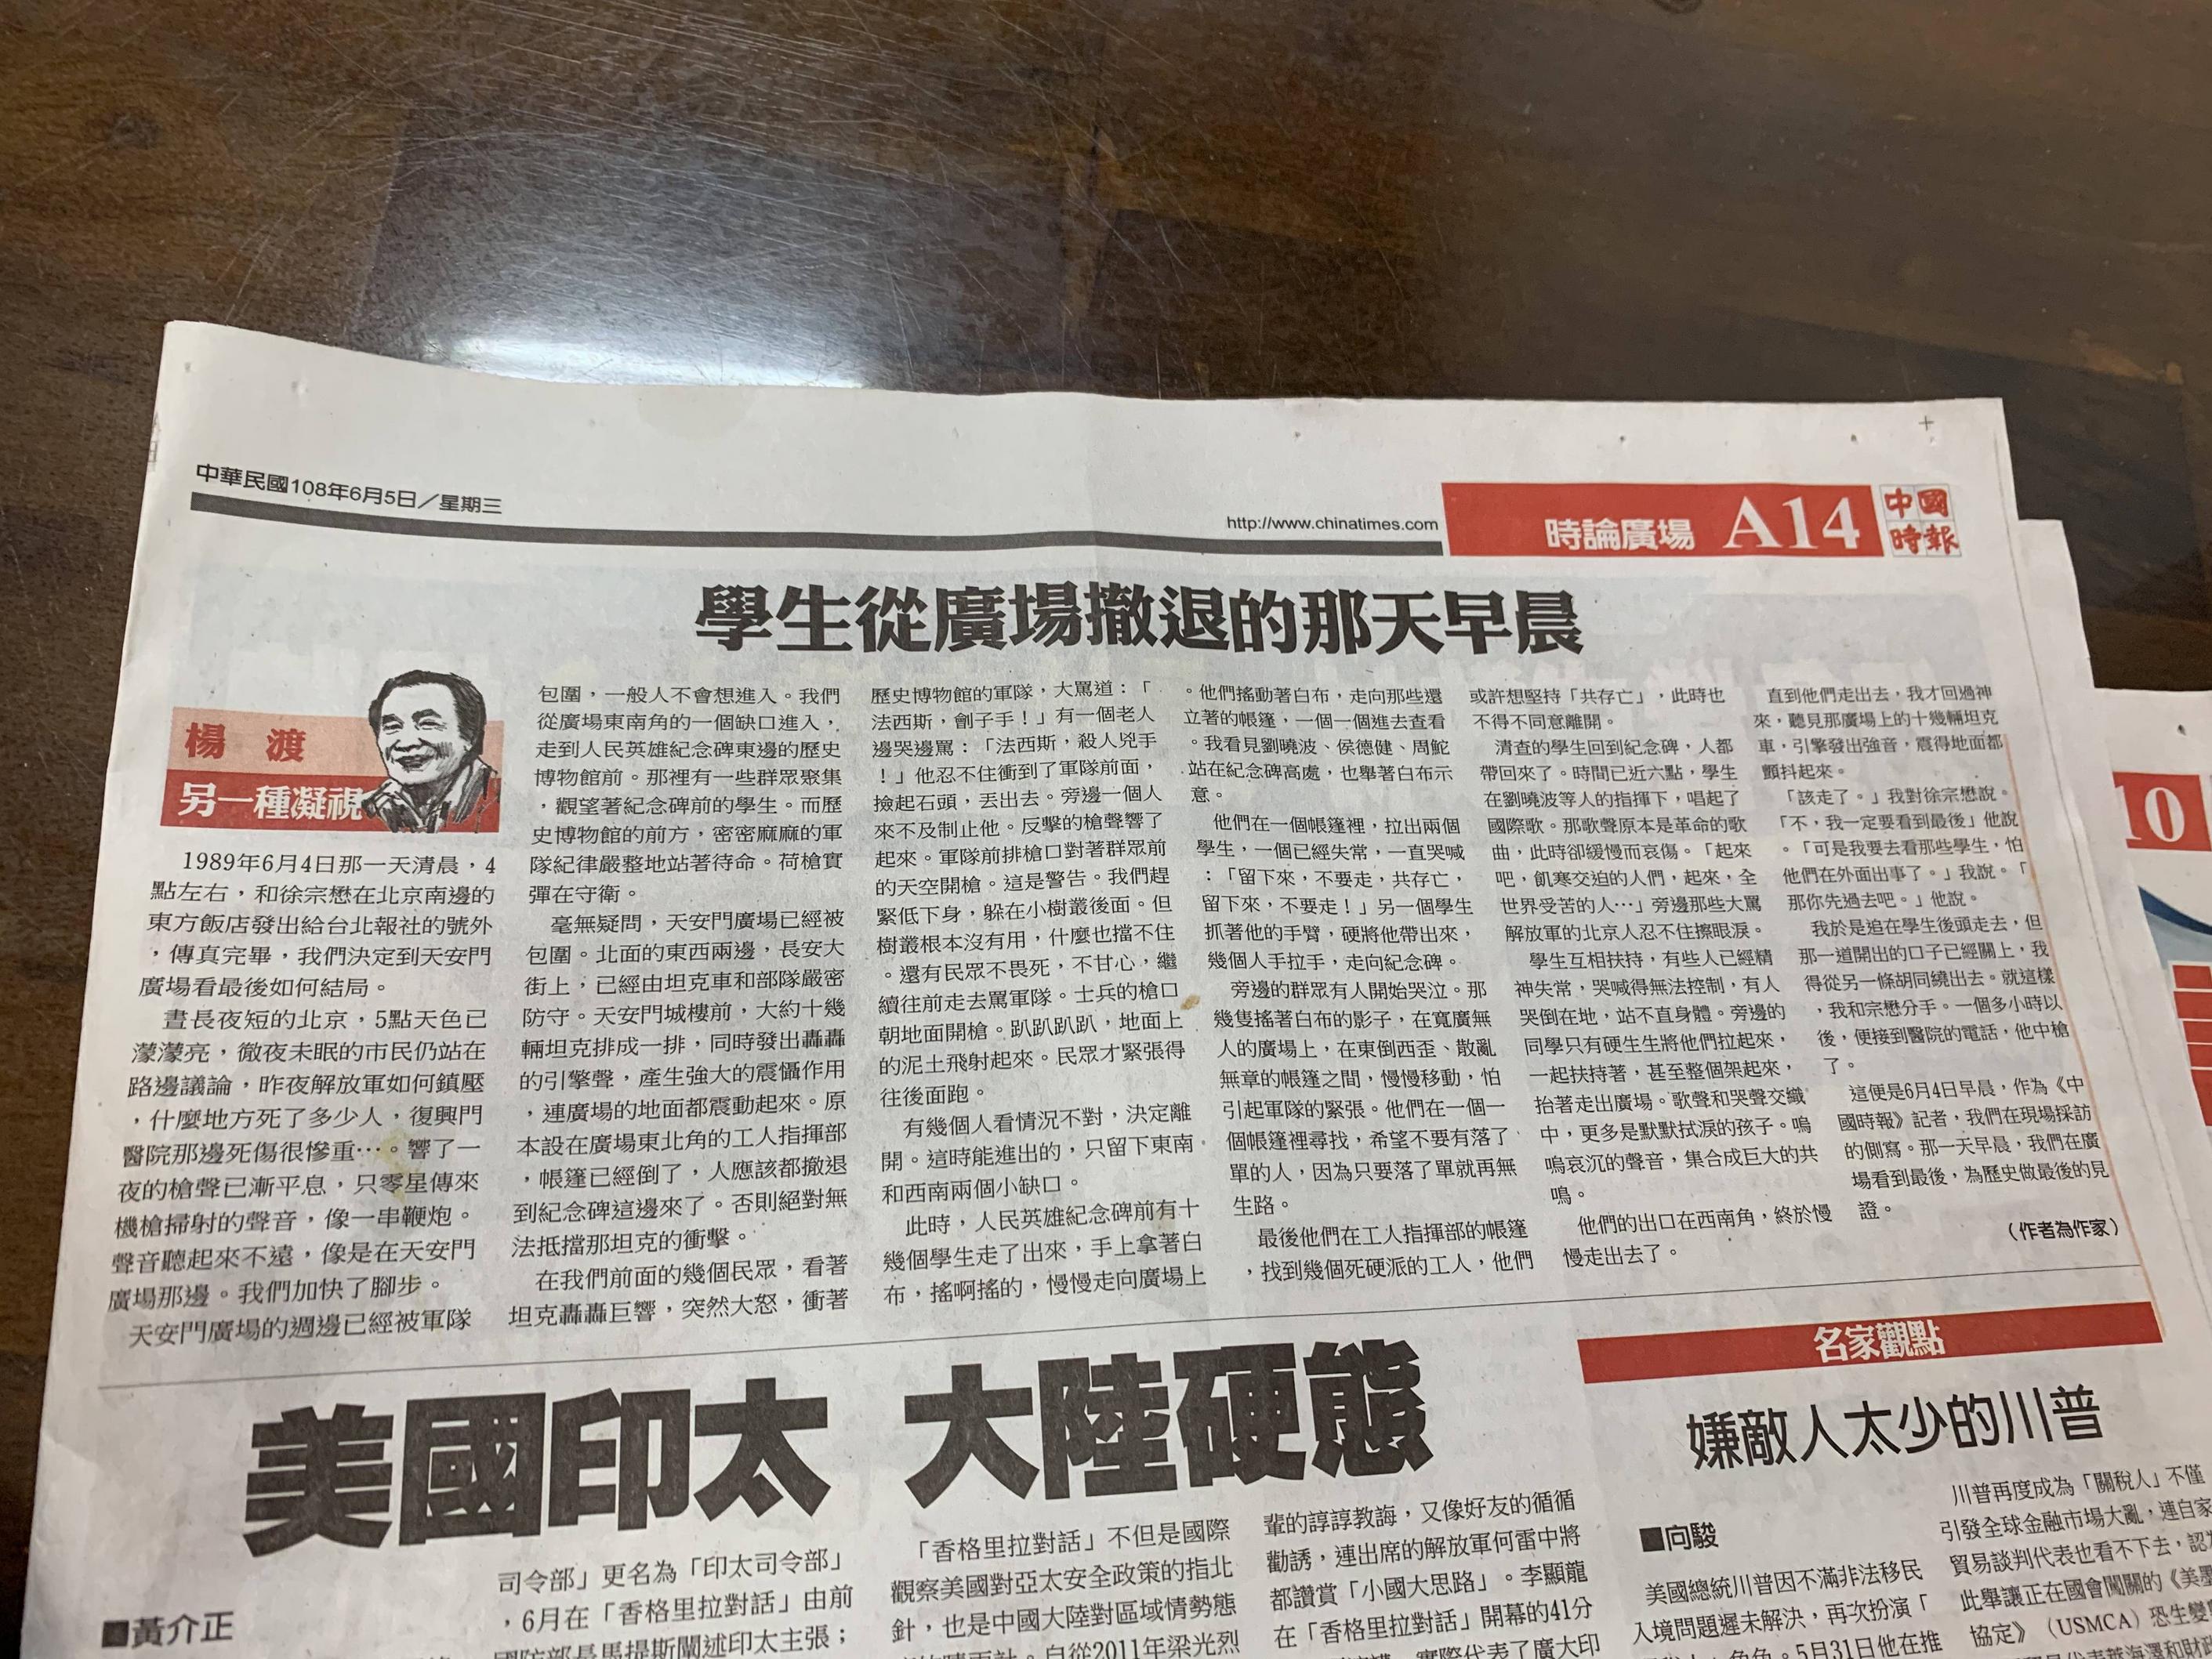 中華民國108年6月5日／星期三
http://www.chinatimes.com
時論廣場 A14
中國
時報
學生從廣場撤退的那天早晨
楊 渡
另一種凝視
1989年6月4日那一天清晨，4
點左右，和徐宗懋在北京南邊的
東方飯店發出給台北報社的號外
，傳真完畢，我們決定到天安門
廣場看最後如何結局。
晝長夜短的北京，5點天色已
濛濛亮，徹夜未眠的市民仍站在
路邊議論，昨夜解放軍如何鎮壓
，什麼地方死了多少人，復興門
醫院那邊死傷很慘重…。響了一
夜的槍聲已漸平息，只零星傳來
機槍掃射的聲音，像一串鞭炮。
聲音聽起來不遠，像是在天安門
廣場那邊。我們加快了腳步。
天安門廣場的週邊已經被軍隊
包圍，一般人不會想進入。我們
從廣場東南角的一個缺口進入，
走到人民英雄紀念碑東邊的歷史
博物館前。那裡有一些群眾聚集
，觀望著紀念碑前的學生。而歷
史博物館的前方，密密麻麻的軍
隊紀律嚴整地站著待命。荷槍實
彈在守衛。
毫無疑問，天安門廣場已經被
包圍。北面的東西兩邊，長安大
街上，已經由坦克車和部隊嚴密
防守。天安門城樓前，大約十幾
輛坦克排成一排，同時發出轟轟
的引擎聲，產生強大的震懾作用
，連廣場的地面都震動起來。原
本設在廣場東北角的工人指揮部
，帳篷已經倒了，人應該都撤退
到紀念碑這邊來了。否則絕對無
法抵擋那坦克的衝擊。
在我們前面的幾個民眾，看著
坦克轟轟巨響，突然大怒，衝著
歷史博物館的軍隊，大罵道：「
法西斯，劊子手！」有一個老人
邊哭邊罵：「法西斯，殺人兇手
！」他忍不住衝到了軍隊前面，
撿起石頭，丟出去。旁邊一個人
來不及制止他。反擊的槍聲響了
起來。軍隊前排槍口對著群眾前
的天空開槍。這是警告。我們趕
緊低下身，躲在小樹叢後面。但
樹叢根本沒有用，什麼也擋不住
。還有民眾不畏死，不甘心，繼
續往前走去罵軍隊。士兵的槍口
朝地面開槍。趴趴趴趴，地面上
的泥土飛射起來。民眾才緊張得
往後面跑。
有幾個人看情況不對，決定離
開。這時能進出的，只留下東南
和西南兩個小缺口。
此時，人民英雄紀念碑前有十
幾個學生走了出來，手上拿著白
布，搖啊搖的，慢慢走向廣場上
。他們搖動著白布，走向那些還
立著的帳篷，一個一個進去查看
。我看見劉曉波、侯德健、周舵
站在紀念碑高處，也舉著白布示
意。
他們在一個帳篷裡，拉出兩個
學生，一個已經失常，一直哭喊
：「留下來，不要走，共存亡，
留下來，不要走！」另一個學生
抓著他的手臂，硬將他帶出來，
幾個人手拉手，走向紀念碑。
旁邊的群眾有人開始哭泣。那
幾隻搖著白布的影子，在寬廣無
人的廣場上，在東倒西歪、散亂
無章的帳篷之間，慢慢移動，怕
引起軍隊的緊張。他們在一個一
個帳篷裡尋找，希望不要有落了
單的人，因為只要落了單就再無
生路。
最後他們在工人指揮部的帳篷
，找到幾個死硬派的工人，他們
或許想堅持「共存亡」，此時也
不得不同意離開。
清查的學生回到紀念碑，人都
帶回來了。時間已近六點，學生
在劉曉波等人的指揮下，唱起了
國際歌。那歌聲原本是革命的歌
曲，此時卻緩慢而哀傷。「起來
吧，飢寒交迫的人們，起來，全
世界受苦的人…」旁邊那些大罵
解放軍的北京人忍不住擦眼淚。
學生互相扶持，有些人已經精
神失常，哭喊得無法控制，有人
哭倒在地，站不直身體。旁邊的
同學只有硬生生將他們拉起來，
一起扶持著，甚至整個架起來，
抬著走出廣場。歌聲和哭聲交織
中，更多是默默拭淚的孩子。嗚
嗚哀沉的聲音，集合成巨大的共
鳴。
他們的出口在西南角，終於慢
慢走出去了。
直到他們走出去，我才回過神
來，聽見那廣場上的十幾輛坦克
車，引擎發出強音，震得地面都
顫抖起來。
「該走了。」我對徐宗懋說。
「不，我一定要看到最後」他說
。「可是我要去看那些學生，怕
他們在外面出事了。」我說。「
那你先過去吧。」他說。
我於是追在學生後頭走去，但
那一道開出的口子已經關上，我
得從另一條胡同繞出去。就這樣
，我和宗懋分手。一個多小時以
後，便接到醫院的電話，他中槍
了。
這便是6月4日早晨，作為《中
國時報》記者，我們在現場採訪
的側寫。那一天早晨，我們在廣
場看到最後，為歷史做最後的見
證。
（作者為作家）
美國印太 大陸硬態
■黃介正
司令部」更名為「印太司令部」
，6月在「香格里拉對話」由前
國防部長馬提斯闡述印太主張；
「香格里拉對話」不但是國際
觀察美國對亞太安全政策的指北
針，也是中國大陸對區域情勢態
自從2011年梁光烈
輩的諄諄教誨，又像好友的循循
勸誘，連出席的解放軍何雷中將
都讚賞「小國大思路」。李顯龍
在「香格里拉對話」開幕的41分
實際代表了廣大印
名家觀點
嫌敵人太少的川普
■向駿
美國總統川普因不滿非法移民
入境問題遲未解決，再次扮演「
角色。5月31日他在推
川普再度成為「關稅人」不僅
引發全球金融市場大亂，連自家
貿易談判代表也看不下去，認為
此舉讓正在國會闖關的《美墨
協定》（USMCA）恐生變
10